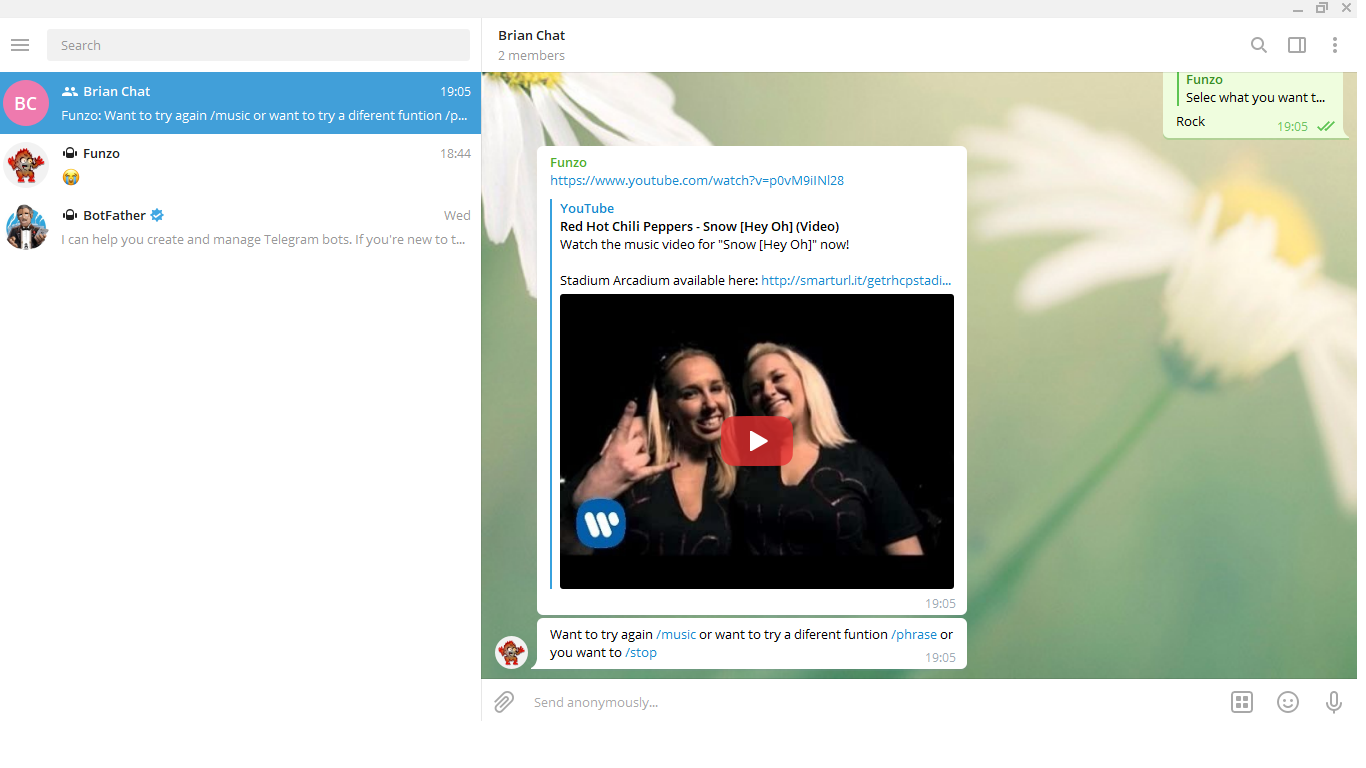 Search
BC
Brian Chat
19:05
Funzo: Want to try again /music or want to try a diferent funtion /p...
Funzo
18:44
BotFather
Wed
I can help you create and manage Telegram bots. If you're new to t...
Brian Chat
2 members
Funzo
Selec what you want t...
Rock
19:05
Funzo
https://www.youtube.com/watch?v=p0vM9iINl28
YouTube
Red Hot Chili Peppers - Snow [Hey Oh] (Video)
Watch the music video for "Snow [Hey Oh]" now!
Stadium Arcadium available here: http://smarturl.it/getrhcpstadi...
19:05
Want to try again /music or want to try a diferent funtion /phrase or
you want to /stop
19:05
Send anonymously...